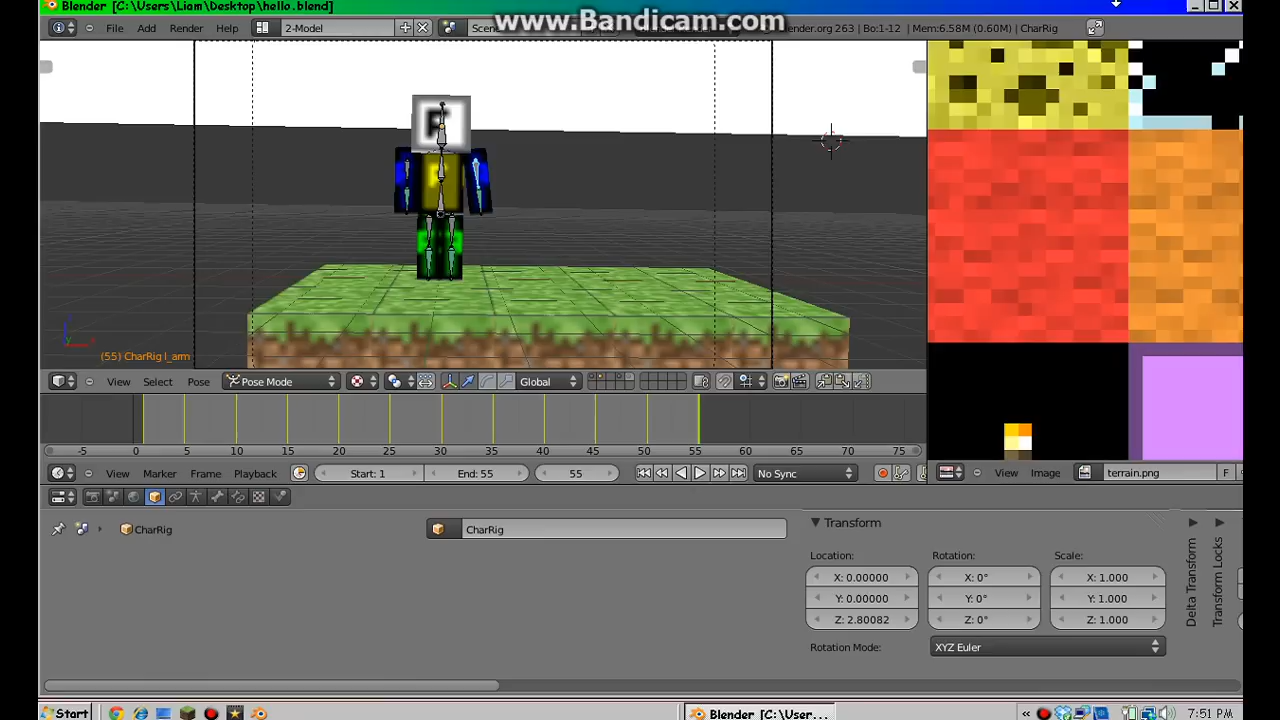 Blender [C:\Users\Liam\Desktop\hello.blend]
www.Bandicam.com
File Add Render Help 2-Model Scene
blender.org 263 | Bo:1-12 | Mem:6.58M (0.60M) | CharRig
F
(55) CharRig l_arm
View Select Pose Pose Mode Global
-5 0 5 10 15 20 25 30 35 40 45 50 55 60 65 70 75
View Marker Frame Playback Start: 1 End: 55 55 No Sync
View Image terrain.png F
CharRig CharRig
Transform
Location: Rotation: Scale:
X: 0.00000 X: 0° X: 1.000
Y: 0.00000 Y: 0° Y: 1.000
Z: 2.80082 Z: 0° Z: 1.000
Rotation Mode: XYZ Euler
Delta Transform
Transform Locks
Start Blender [C:\User... « 7:51 PM